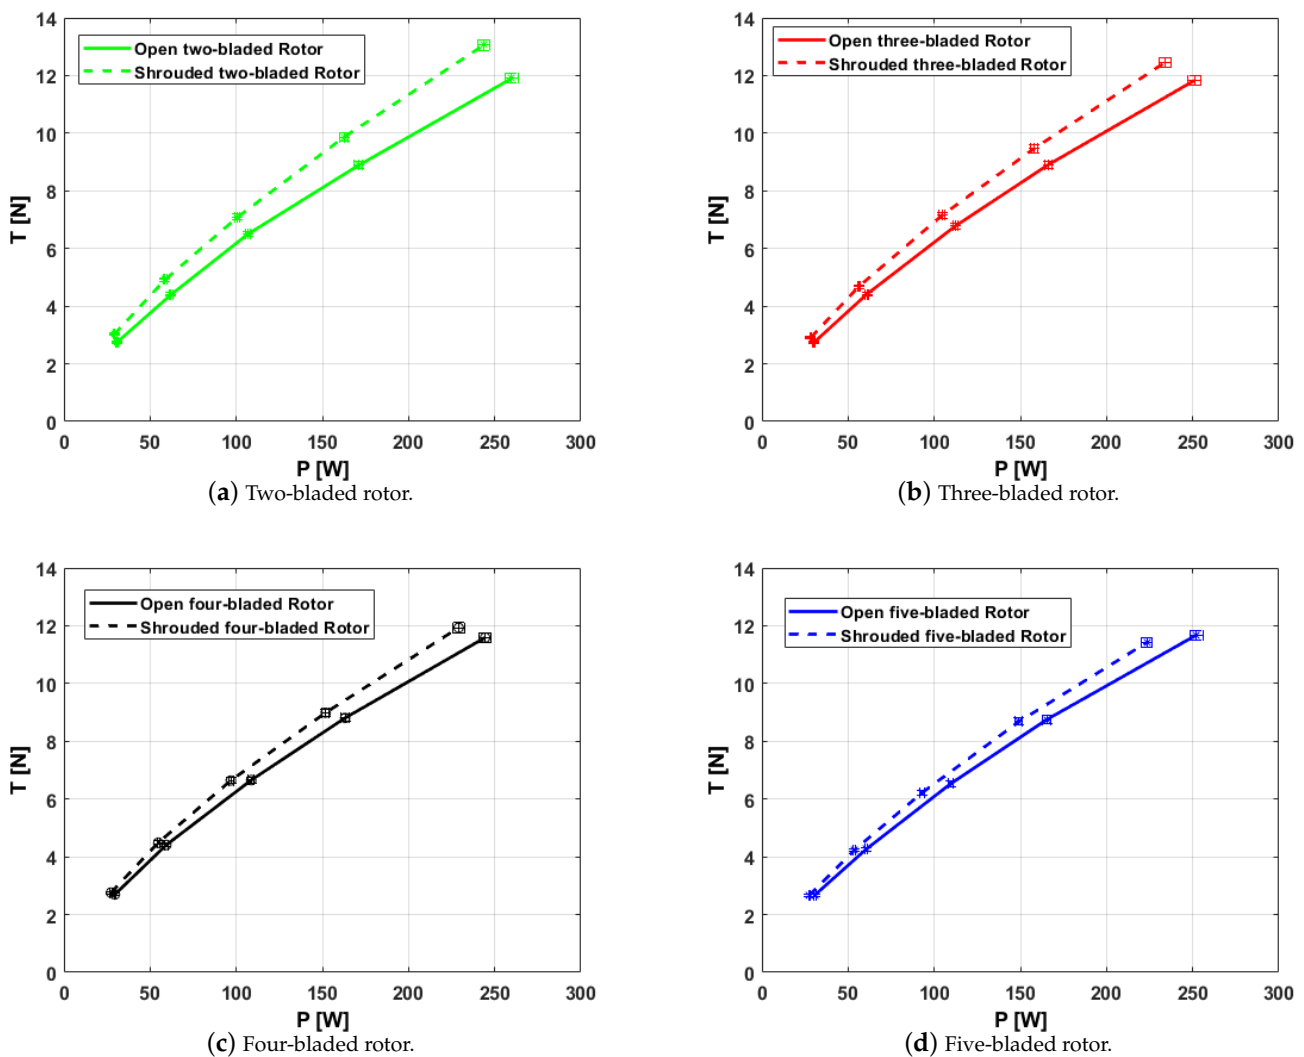 14
12
10
8
6
4
2
0
T [N]
Open two-bladed Rotor
Shrouded two-bladed Rotor
0 50 100 150 200 250 300
P [W]
(a) Two-bladed rotor.
14
12
10
8
6
4
2
0
T [N]
Open three-bladed Rotor
Shrouded three-bladed Rotor
0 50 100 150 200 250 300
P [W]
(b) Three-bladed rotor.
14
12
10
8
6
4
2
0
T [N]
Open four-bladed Rotor
Shrouded four-bladed Rotor
0 50 100 150 200 250 300
P [W]
(c) Four-bladed rotor.
14
12
10
8
6
4
2
0
T [N]
Open five-bladed Rotor
Shrouded five-bladed Rotor
0 50 100 150 200 250 300
P [W]
(d) Five-bladed rotor.